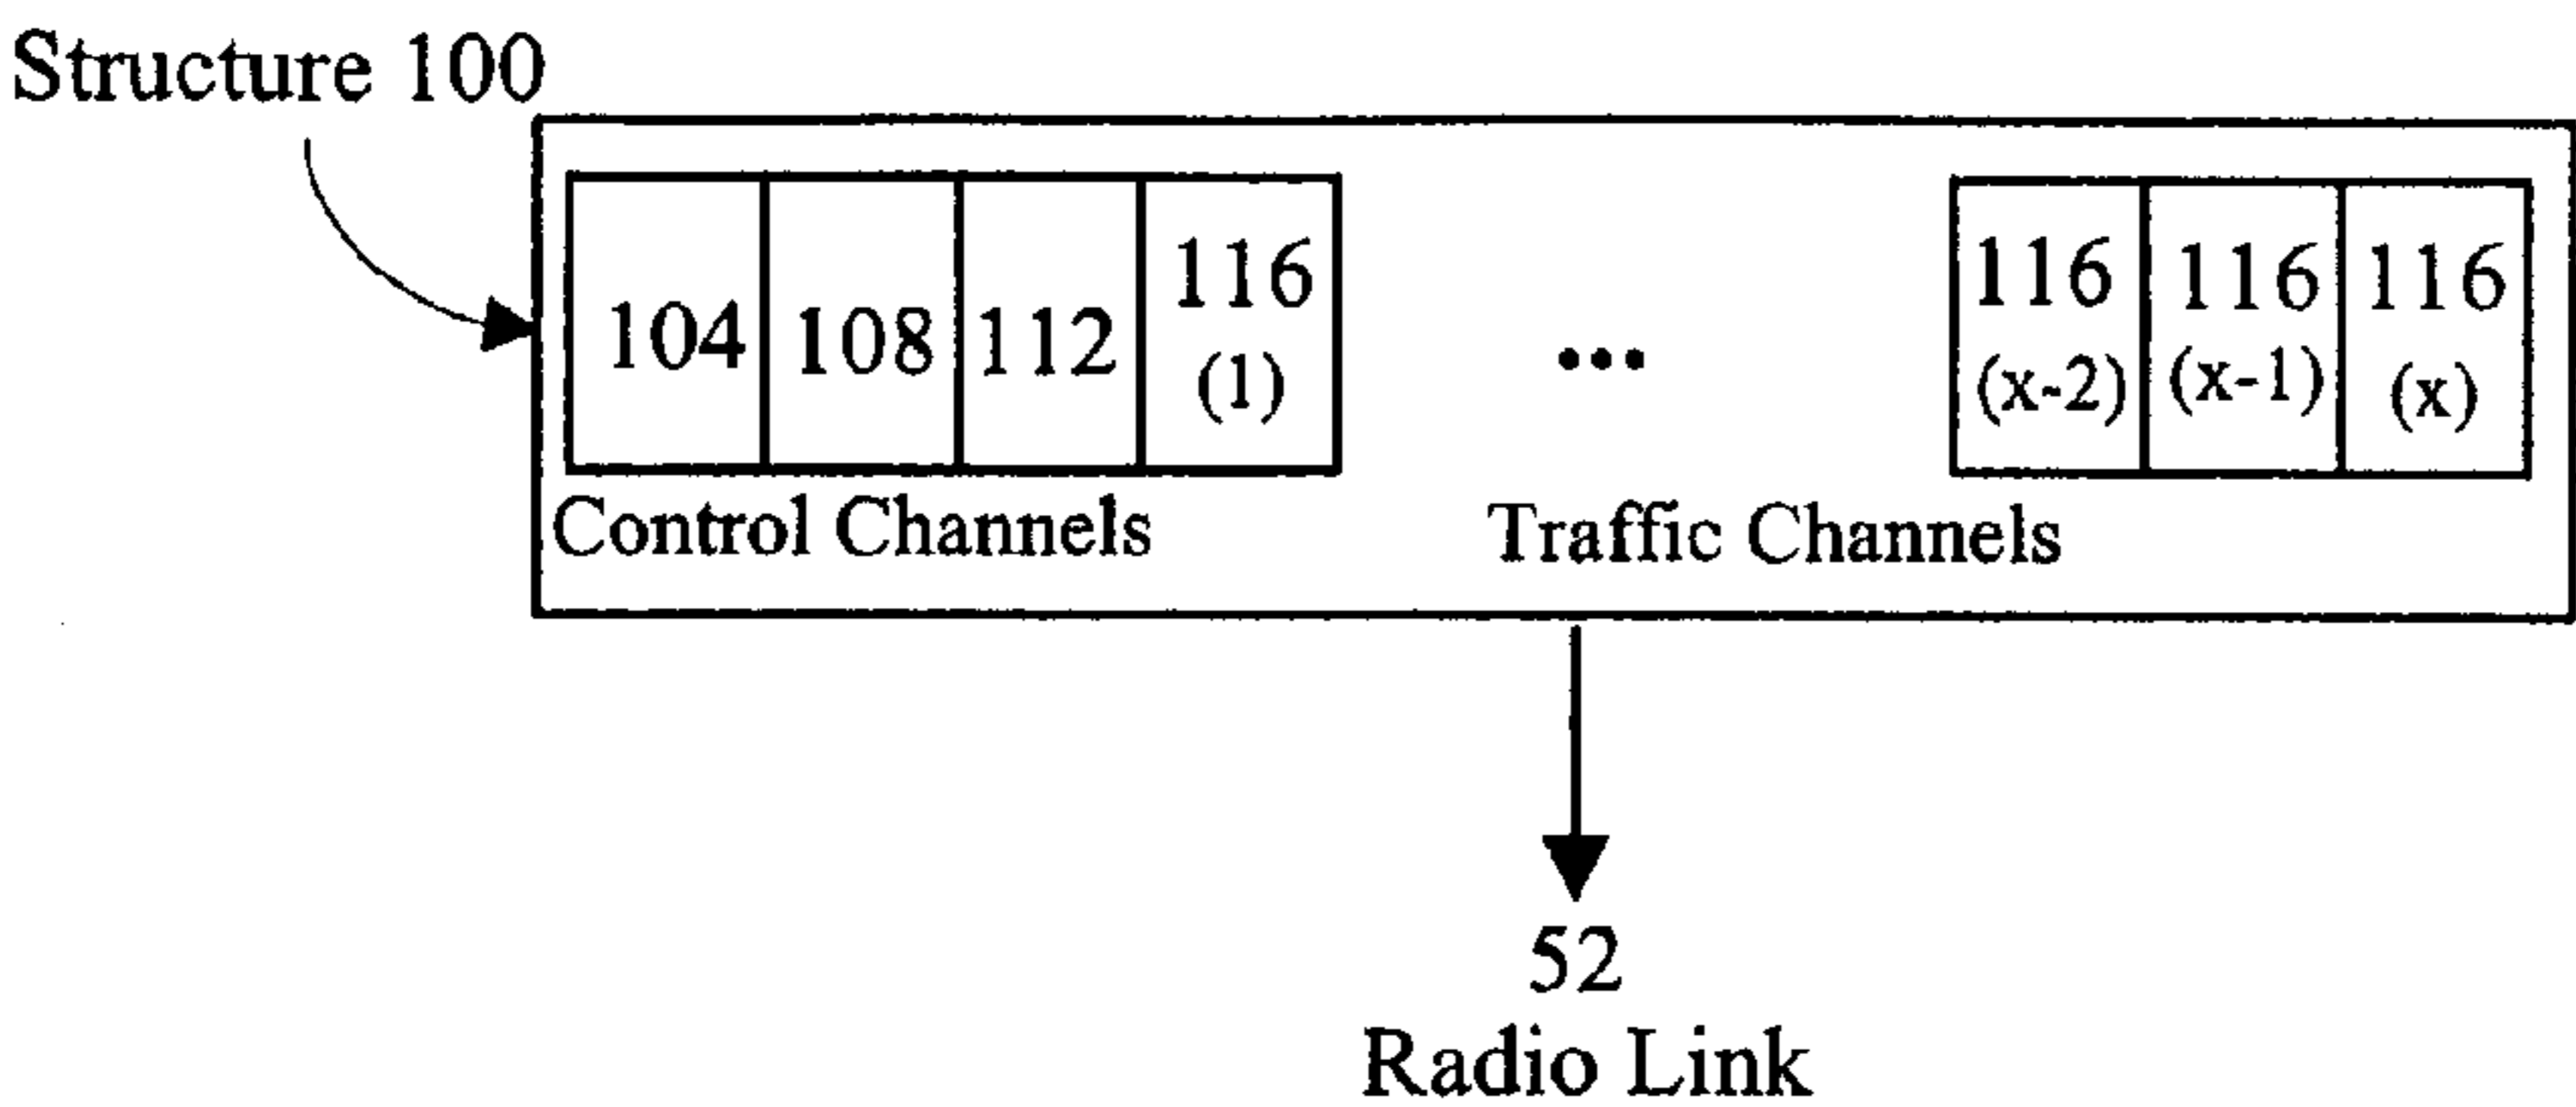 Structure 100
104 108 112 116 (1) ... 116 (x-2) 116 (x-1) 116 (x)
Control Channels Traffic Channels
52
Radio Link